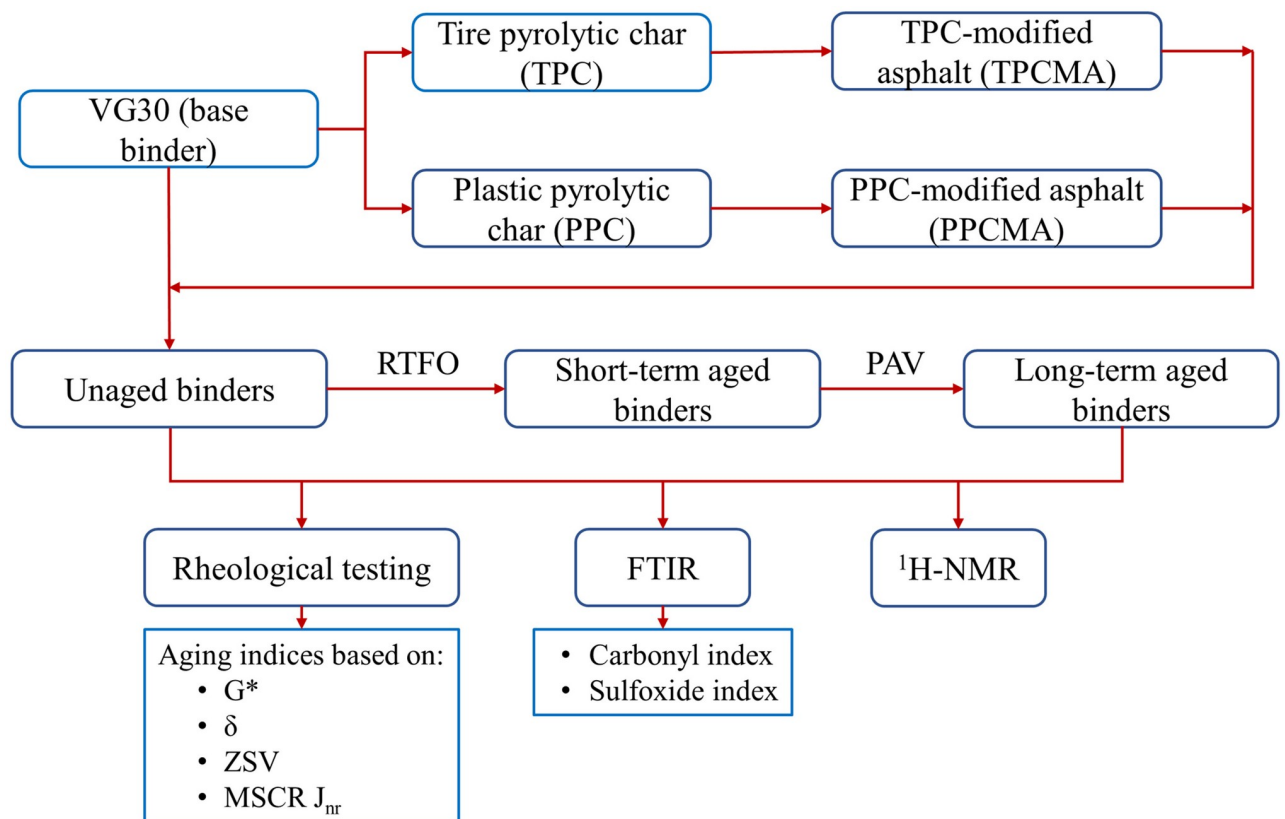 Tire pyrolytic char
(TPC)
TPC-modified
asphalt (TPCMA)
VG30 (base
binder)
Plastic pyrolytic
char (PPC)
PPC-modified asphalt
(PPCMA)
Unaged binders
RTFO
Short-term aged
binders
PAV
Long-term aged
binders
Rheological testing
FTIR
¹H-NMR
Aging indices based on:
• G*
• δ
• ZSV
• MSCR Jₙᵣ
• Carbonyl index
• Sulfoxide index